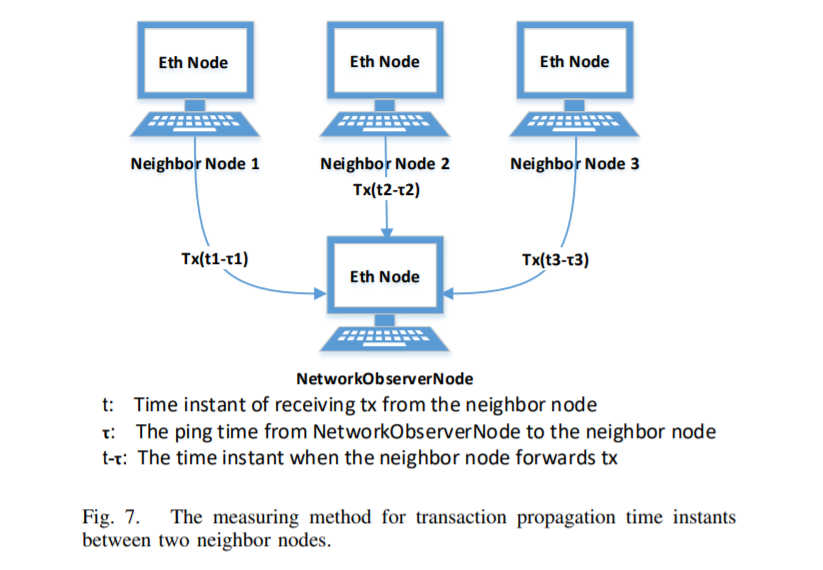 Eth Node
Eth Node
Eth Node
Neighbor Node 1
Neighbor Node 2
Neighbor Node 3
Tx(t2-τ2)
Tx(t1-τ1)
Eth Node
Tx(t3-τ3)
NetworkObserverNode
t: Time instant of receiving tx from the neighbor node
τ: The ping time from NetworkObserverNode to the neighbor node
t-τ: The time instant when the neighbor node forwards tx
Fig. 7. The measuring method for transaction propagation time instants
between two neighbor nodes.